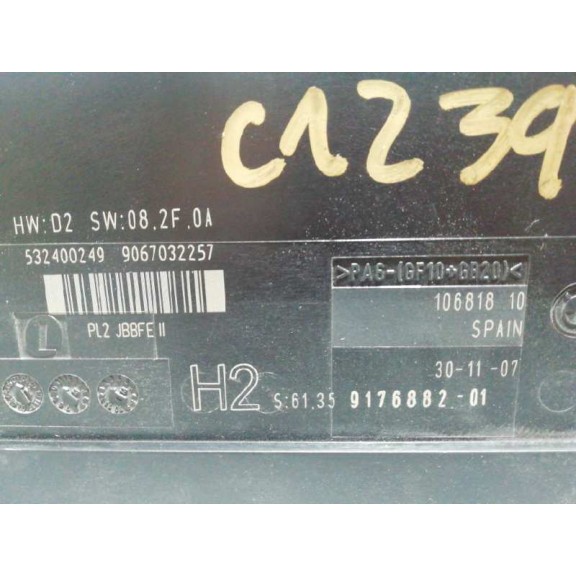 C1239
HW:D2 SW:08.2F.0A
532400249 9067032257
>PA6-(GF10+GB20)<
106818 10
PL2 JBBFE II
L
SPAIN
30-11-07
H2 S:61.35 9176882-01